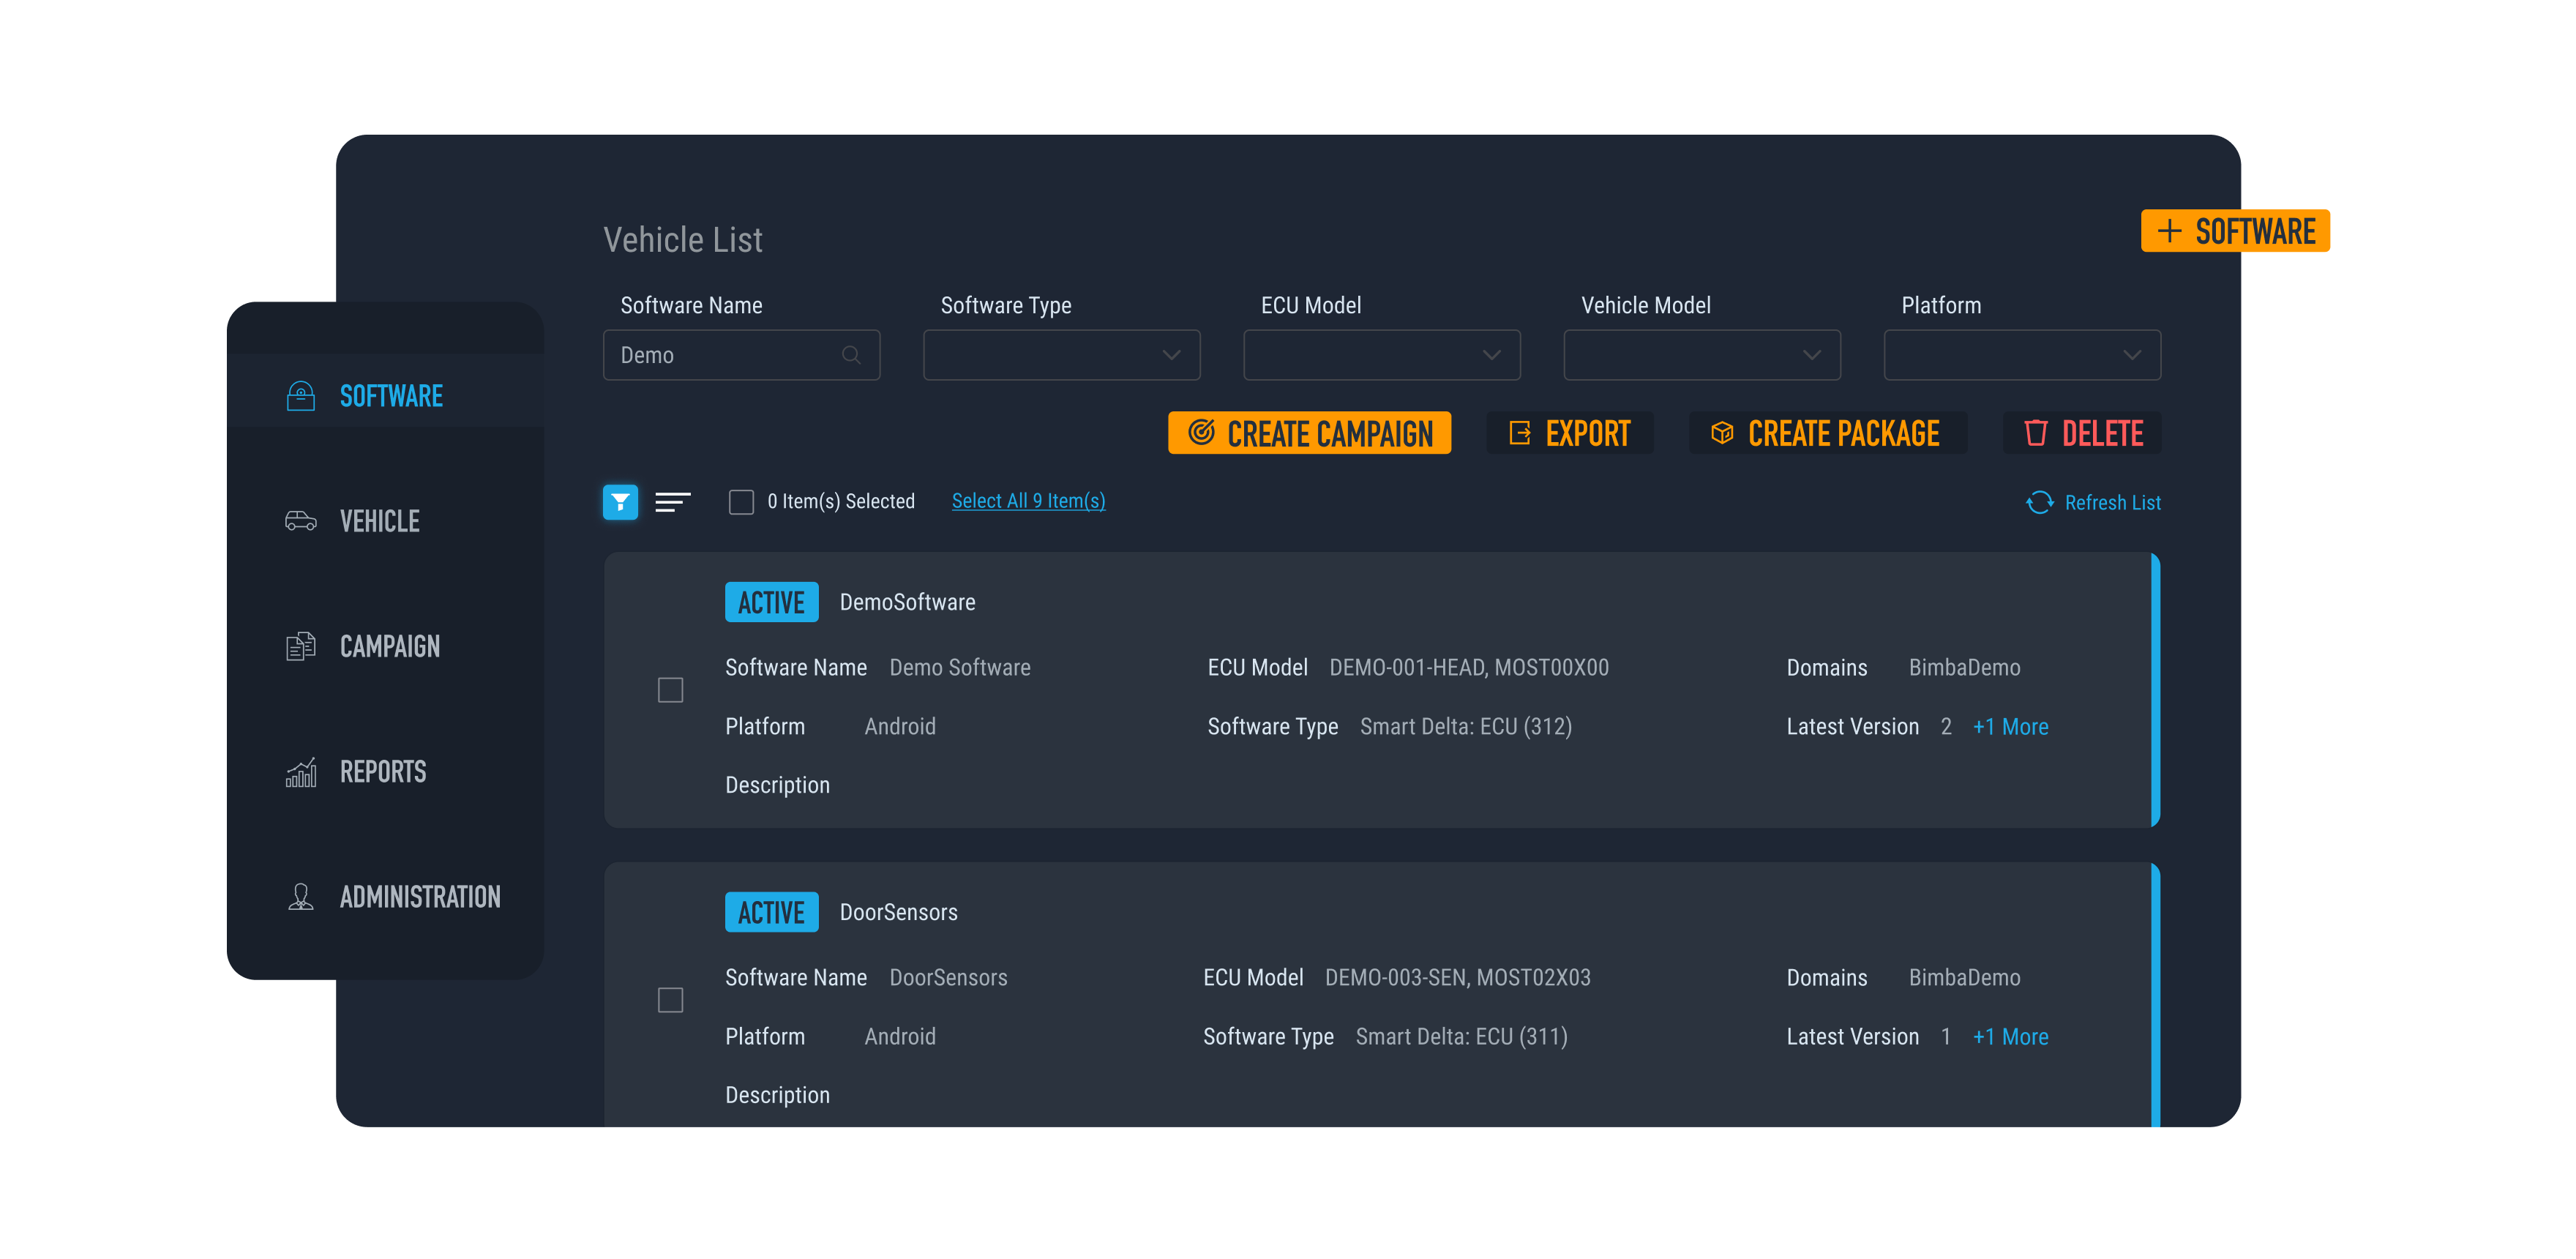 Vehicle List
+ SOFTWARE
Software Name Software Type ECU Model Vehicle Model Platform
Demo
CREATE CAMPAIGN EXPORT CREATE PACKAGE DELETE
0 Item(s) Selected Select All 9 Item(s) Refresh List
SOFTWARE
VEHICLE
CAMPAIGN
REPORTS
ADMINISTRATION
ACTIVE DemoSoftware
Software Name Demo Software ECU Model DEMO-001-HEAD, MOST00X00 Domains BimbaDemo
Platform Android Software Type Smart Delta: ECU (312) Latest Version 2 +1 More
Description
ACTIVE DoorSensors
Software Name DoorSensors ECU Model DEMO-003-SEN, MOST02X03 Domains BimbaDemo
Platform Android Software Type Smart Delta: ECU (311) Latest Version 1 +1 More
Description